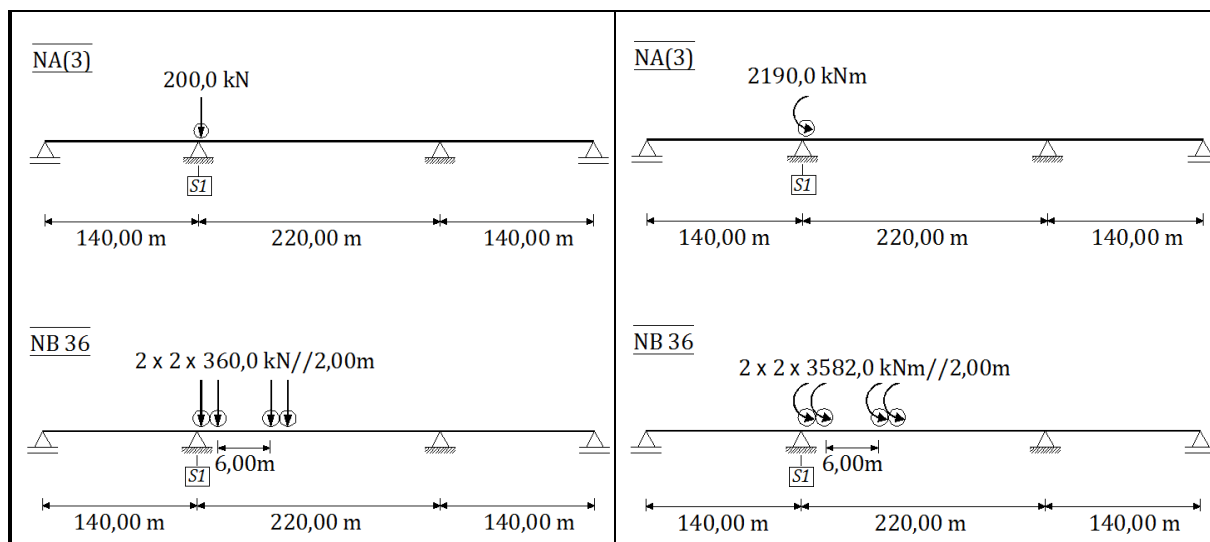 NA(3)
200,0 kN
S1
140,00 m 220,00 m 140,00 m
NB 36
2 x 2 x 360,0 kN//2,00m
6,00m
S1
140,00 m 220,00 m 140,00 m
NA(3)
2190,0 kNm
S1
140,00 m 220,00 m 140,00 m
NB 36
2 x 2 x 3582,0 kNm//2,00m
6,00m
S1
140,00 m 220,00 m 140,00 m